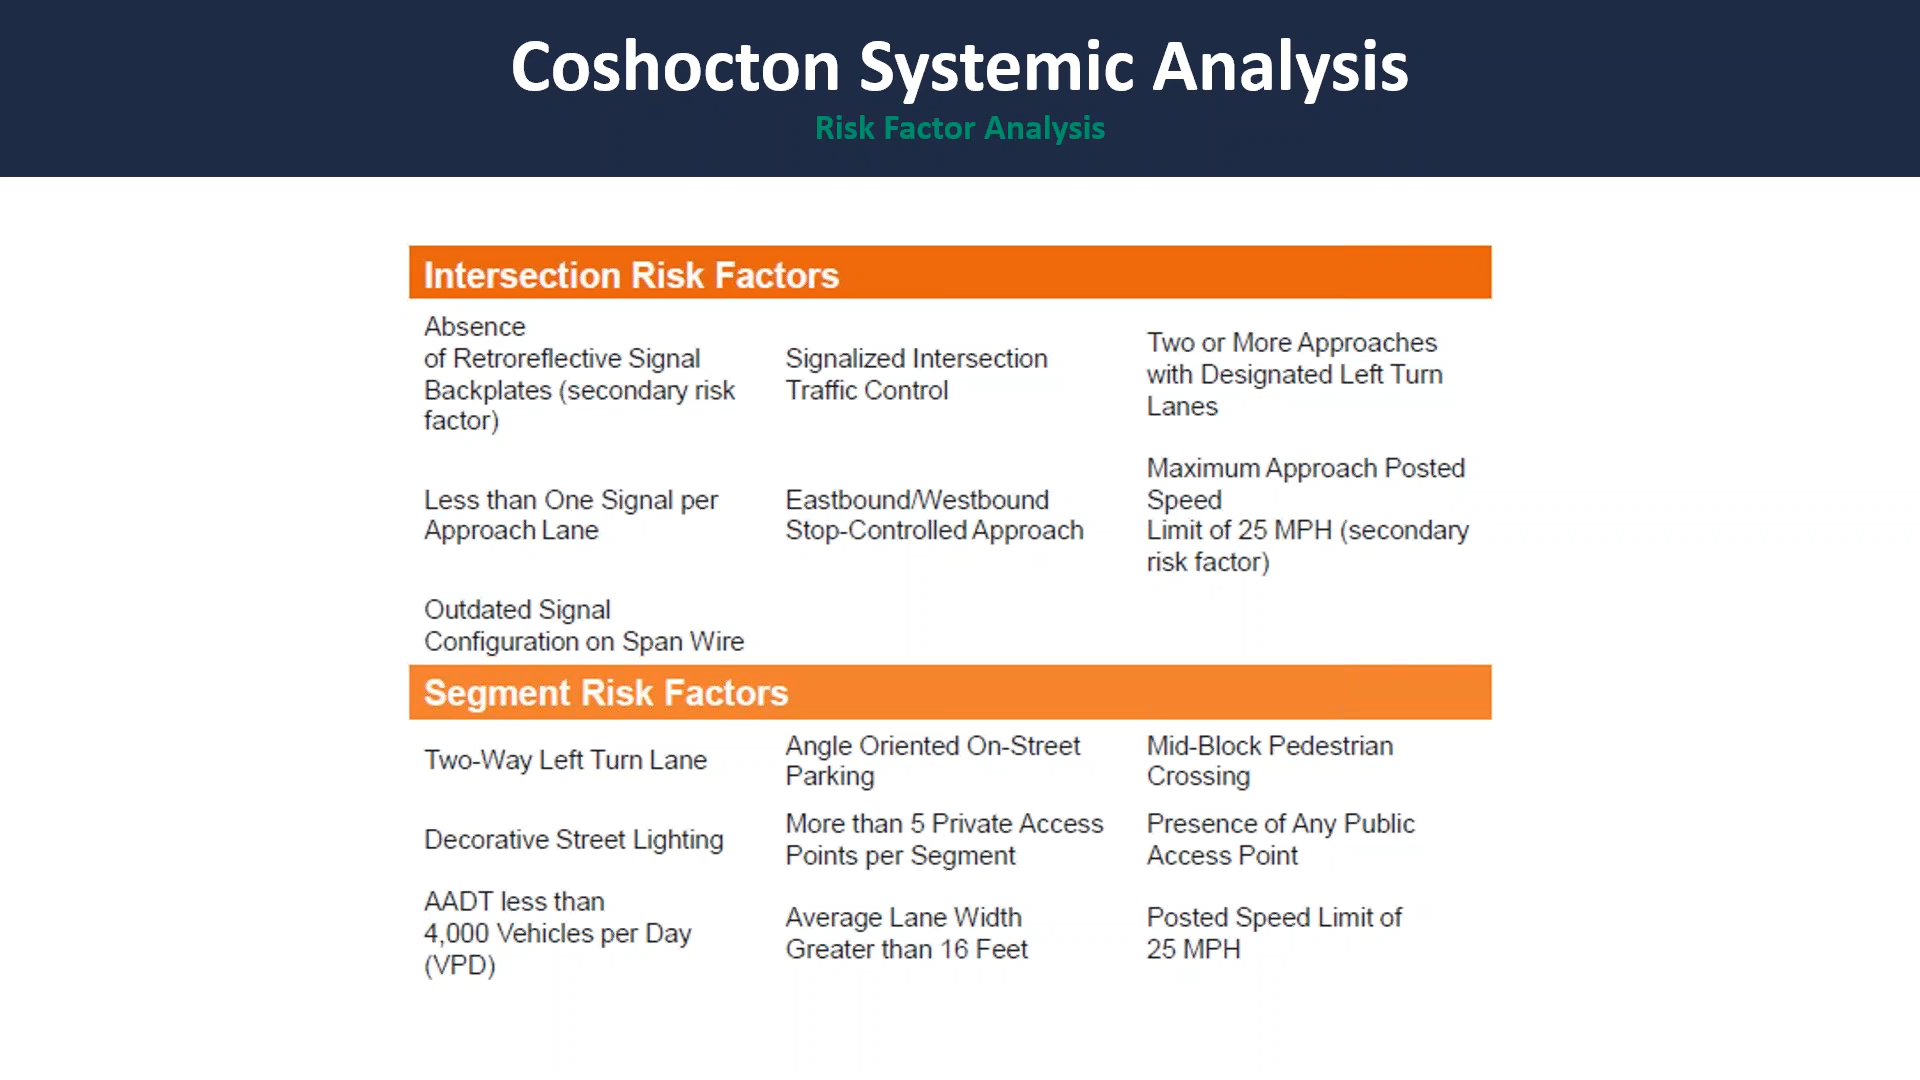 Coshocton Systemic Analysis
Risk Factor Analysis
Intersection Risk Factors
Absence
of Retroreflective Signal
Backplates (secondary risk
factor)
Signalized Intersection
Traffic Control
Two or More Approaches
with Designated Left Turn
Lanes
Less than One Signal per
Approach Lane
Eastbound/Westbound
Stop-Controlled Approach
Maximum Approach Posted
Speed
Limit of 25 MPH (secondary
risk factor)
Outdated Signal
Configuration on Span Wire
Segment Risk Factors
Two-Way Left Turn Lane
Angle Oriented On-Street
Parking
Mid-Block Pedestrian
Crossing
Decorative Street Lighting
More than 5 Private Access
Points per Segment
Presence of Any Public
Access Point
AADT less than
4,000 Vehicles per Day
(VPD)
Average Lane Width
Greater than 16 Feet
Posted Speed Limit of
25 MPH